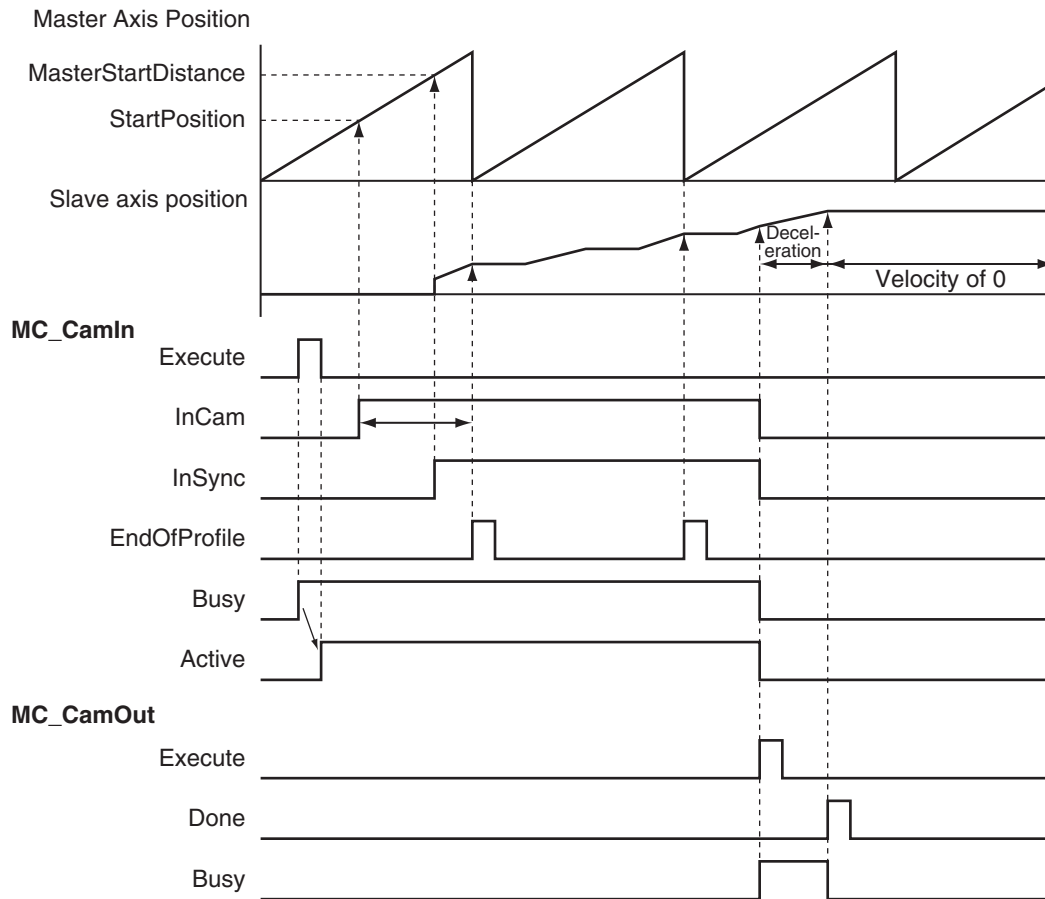 Master Axis Position
MasterStartDistance
StartPosition
Slave axis position
Decel-
eration
Velocity of 0
MC_CamIn
Execute
InCam
InSync
EndOfProfile
Busy
Active
MC_CamOut
Execute
Done
Busy